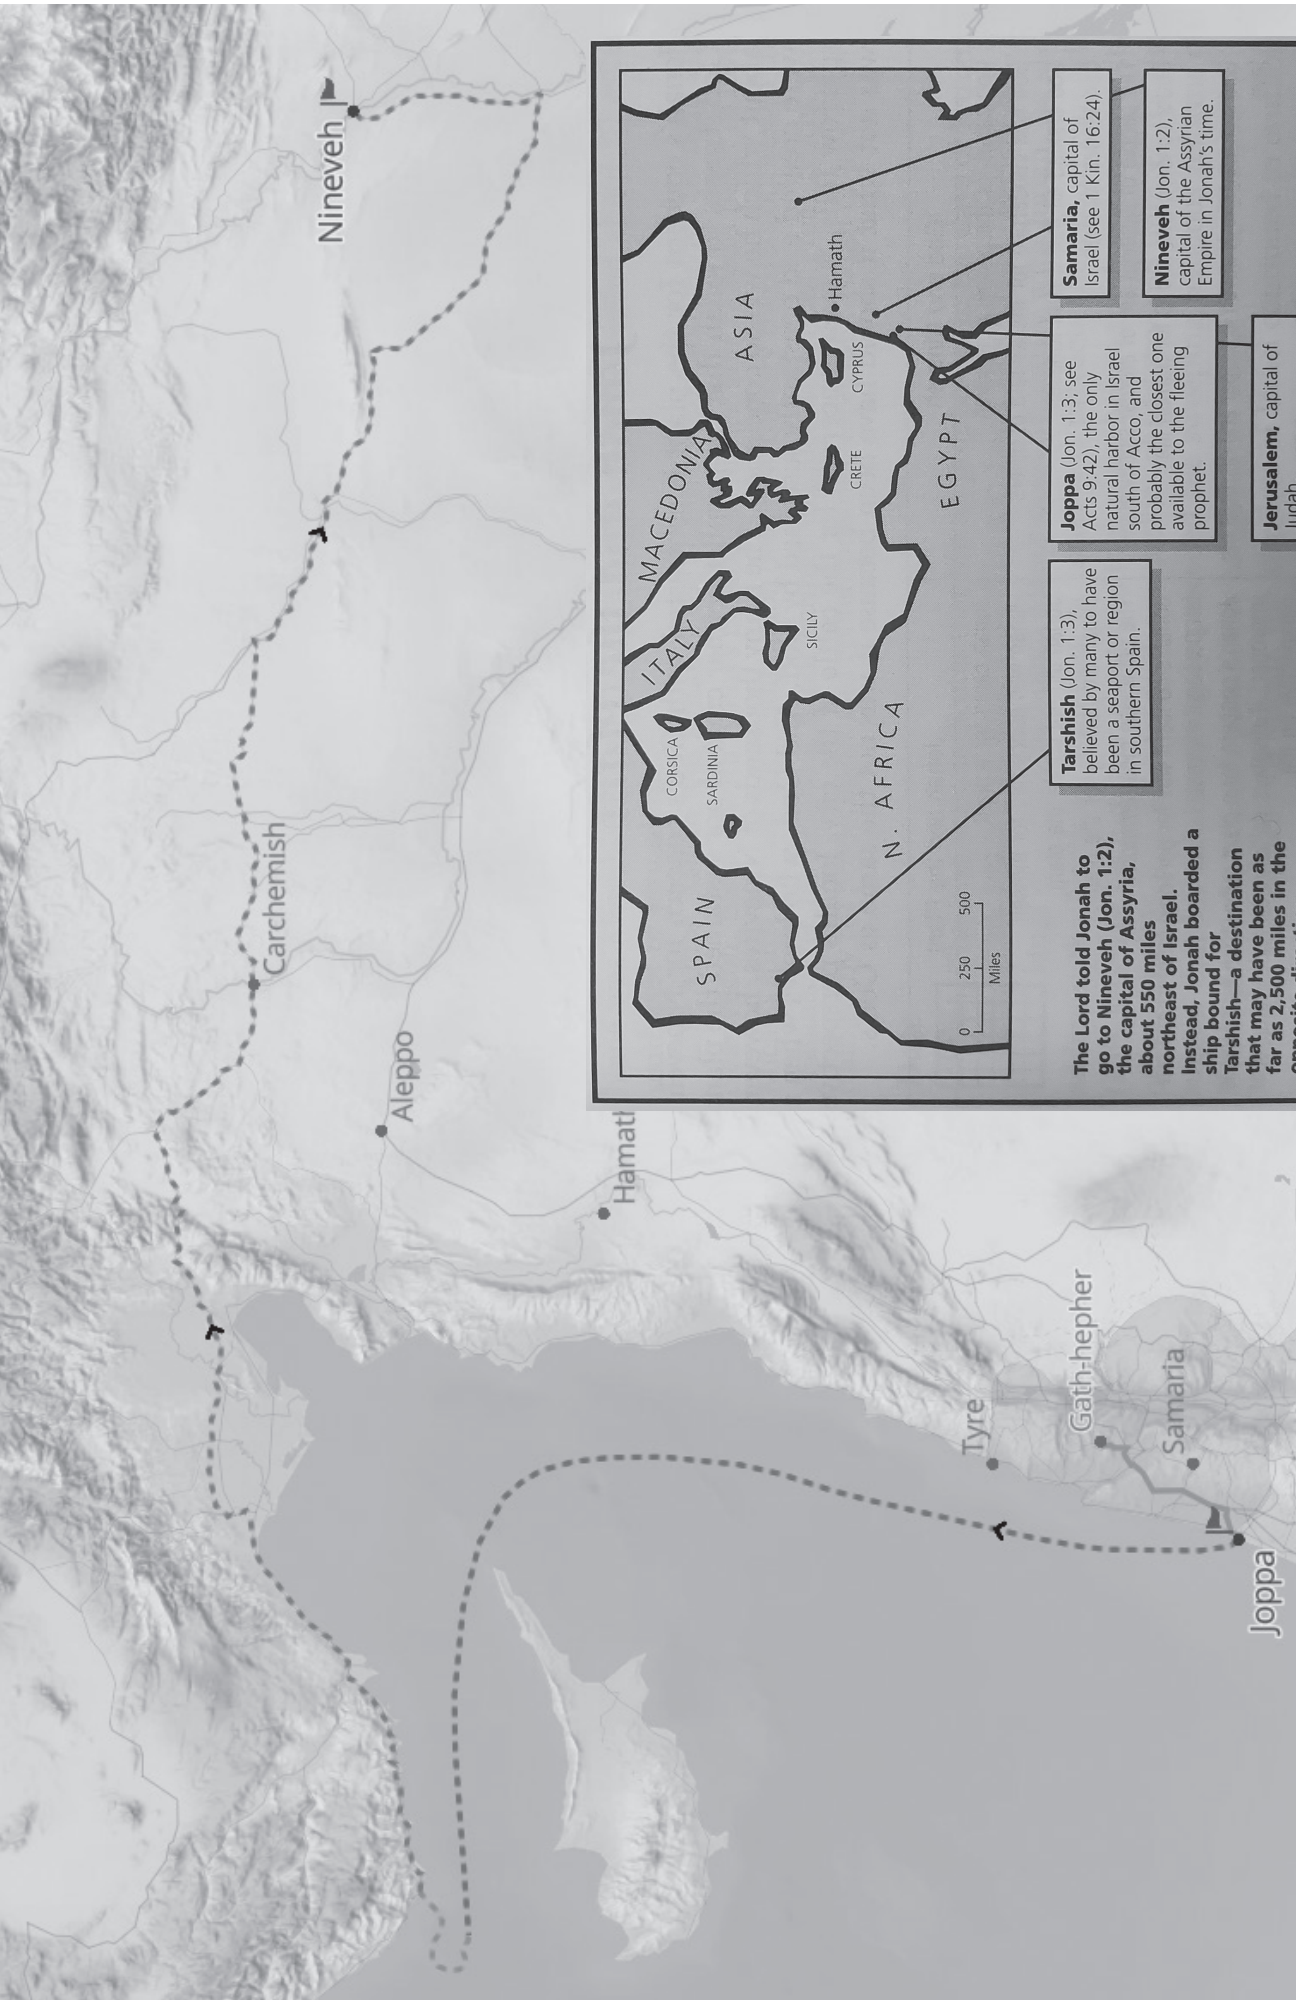 Nineveh
Carchemish
Aleppo
Hamath
Tyre
Gath-hepher
Samaria
Joppa
MACEDONIA
ITALY
ASIA
SPAIN
CORSICA
SARDINIA
SICILY
CRETE
CYPRUS
Hamath
N. AFRICA
EGYPT
0 250 500
Miles
The Lord told Jonah to
go to Nineveh (Jon. 1:2),
the capital of Assyria,
about 550 miles
northeast of Israel.
Instead, Jonah boarded a
ship bound for
Tarshish—a destination
that may have been as
far as 2,500 miles in the
Tarshish (Jon. 1:3),
believed by many to have
been a seaport or region
in southern Spain.
Joppa (Jon. 1:3; see
Acts 9:42), the only
natural harbor in Israel
south of Acco, and
probably the closest one
available to the fleeing
prophet.
Jerusalem, capital of
Judah
Samaria, capital of
Israel (see 1 Kin. 16:24).
Nineveh (Jon. 1:2),
capital of the Assyrian
Empire in Jonah's time.